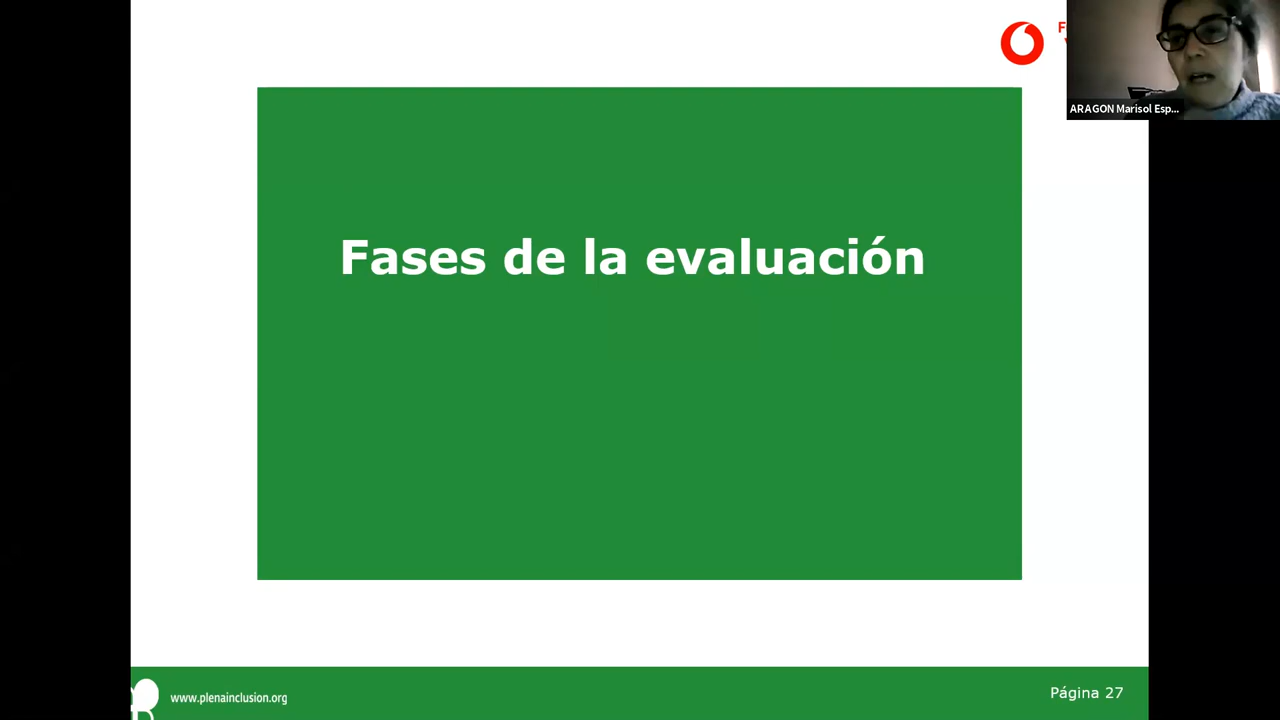 ARAGON Marisol Esp...
Fases de la evaluación
www.plenainclusion.org
Página 27